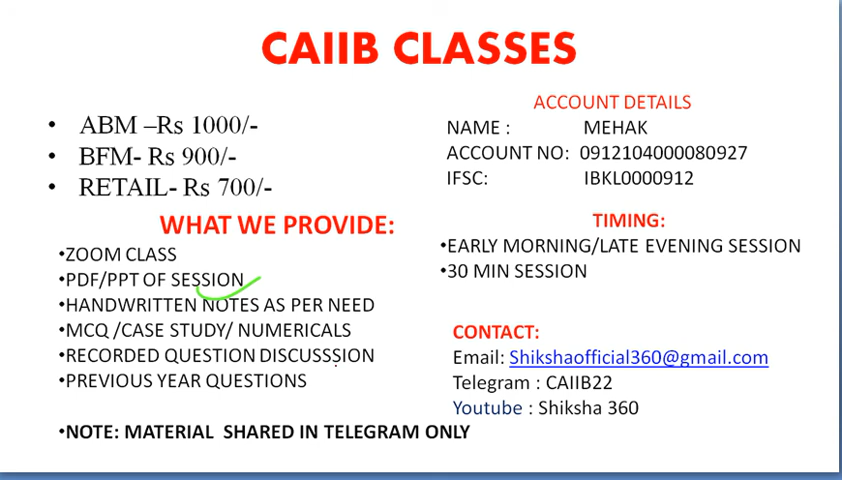 CAIIB CLASSES
• ABM –Rs 1000/-
• BFM- Rs 900/-
• RETAIL- Rs 700/-
WHAT WE PROVIDE:
•ZOOM CLASS
•PDF/PPT OF SESSION
•HANDWRITTEN NOTES AS PER NEED
•MCQ /CASE STUDY/ NUMERICALS
•RECORDED QUESTION DISCUSSSION
•PREVIOUS YEAR QUESTIONS
•NOTE: MATERIAL SHARED IN TELEGRAM ONLY
ACCOUNT DETAILS
NAME : MEHAK
ACCOUNT NO: 0912104000080927
IFSC: IBKL0000912
TIMING:
•EARLY MORNING/LATE EVENING SESSION
•30 MIN SESSION
CONTACT:
Email: Shikshaofficial360@gmail.com
Telegram : CAIIB22
Youtube : Shiksha 360